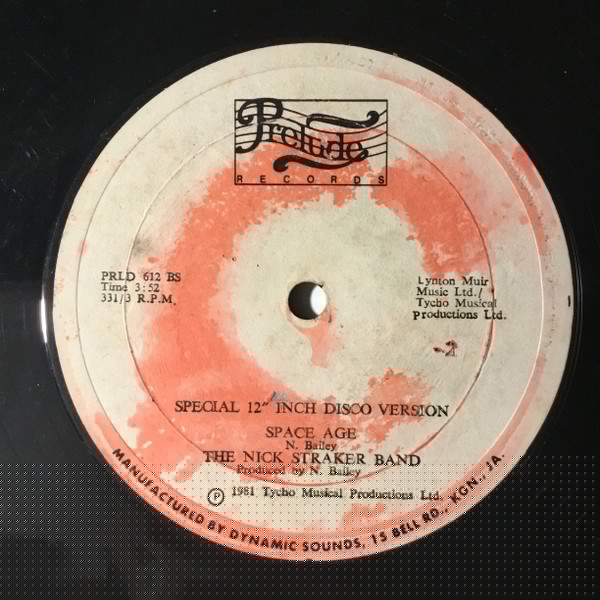 Prelude
RECORDS
PRLD 612 BS
Time 3:52
331/3 R.P.M.
Lynton Muir
Music Ltd./
Tycho Musical
Productions Ltd.
SPECIAL 12" INCH DISCO VERSION
SPACE AGE
N. Bailey
THE NICK STRAKER BAND
Produced by N. Bailey
Ⓟ 1981 Tycho Musical Productions Ltd.
MANUFACTURED BY DYNAMIC SOUNDS, 15 BELL RD., KGN., JA.